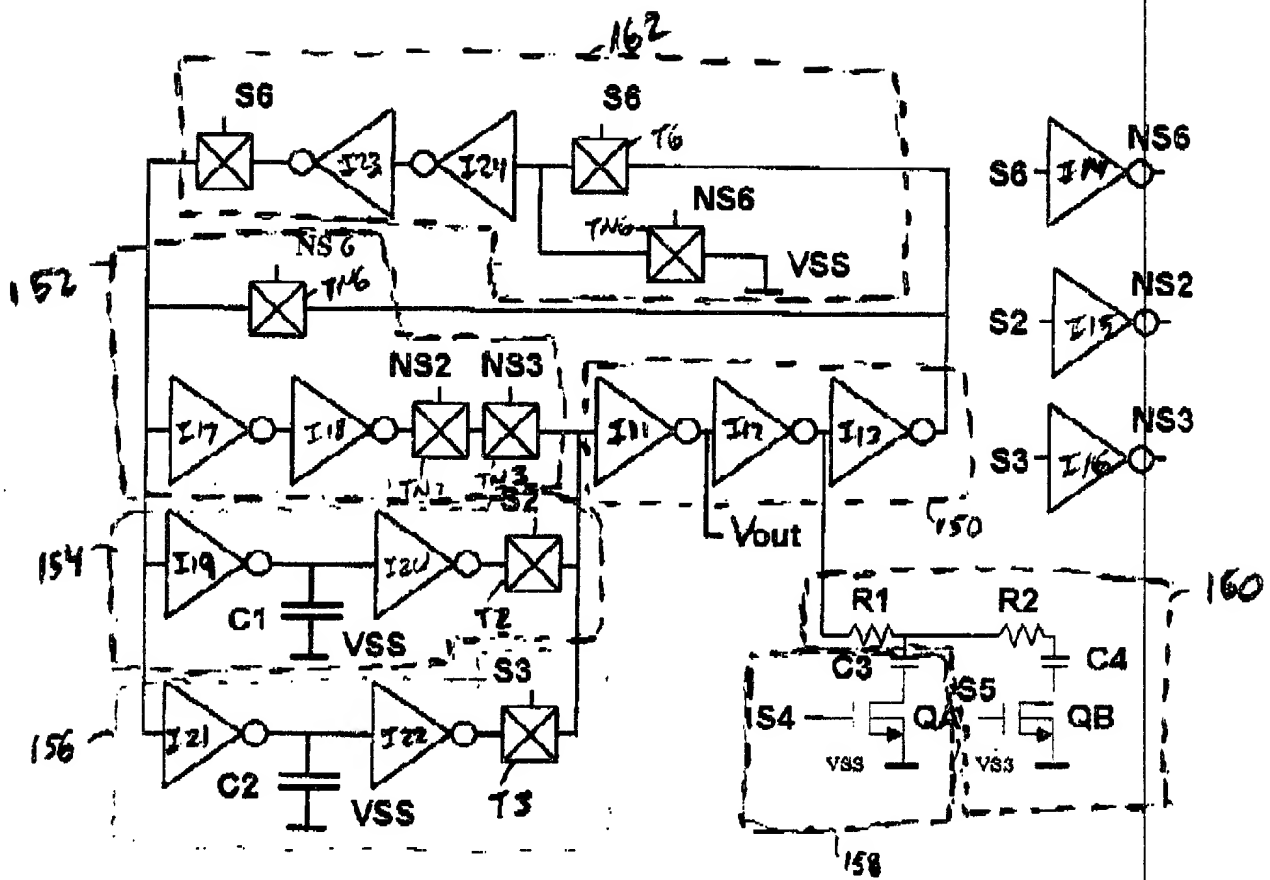 162
S6
S6
T6
I23
I24
NS6
TN6
VSS
S6
I14
NS6
152
NS6
TN6
S2
I15
NS2
NS2
NS3
I17
I18
I11
I12
I13
NS3
S3
I16
TN3
S2
Vout
150
154
I19
I20
C1
VSS
T2
R1
R2
160
S3
C3
C4
156
I21
I22
S4
QA
S5
QB
C2
VSS
T3
VSS
VSS
158